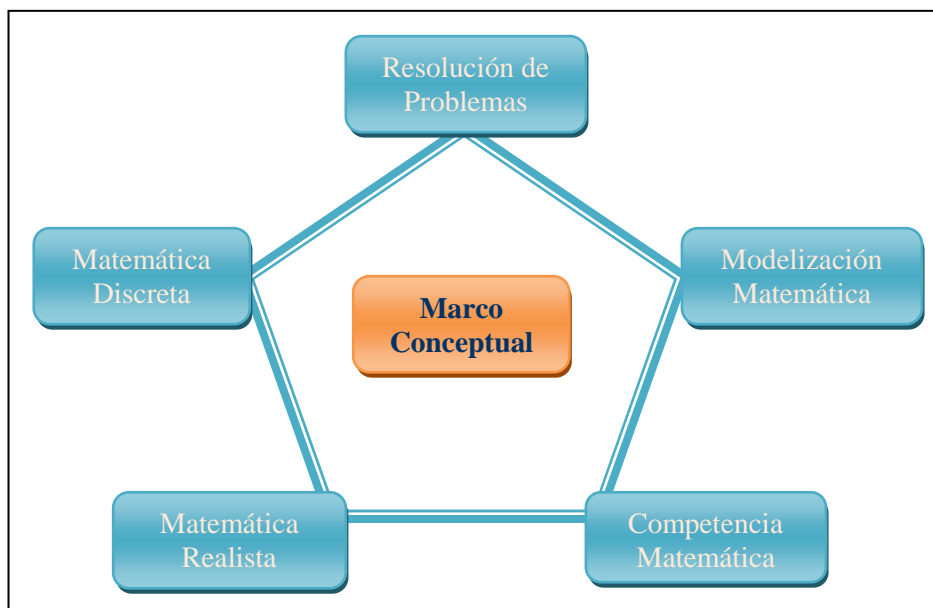 Resolución de
Problemas
Matemática
Discreta
Modelización
Matemática
Marco
Conceptual
Matemática
Realista
Competencia
Matemática